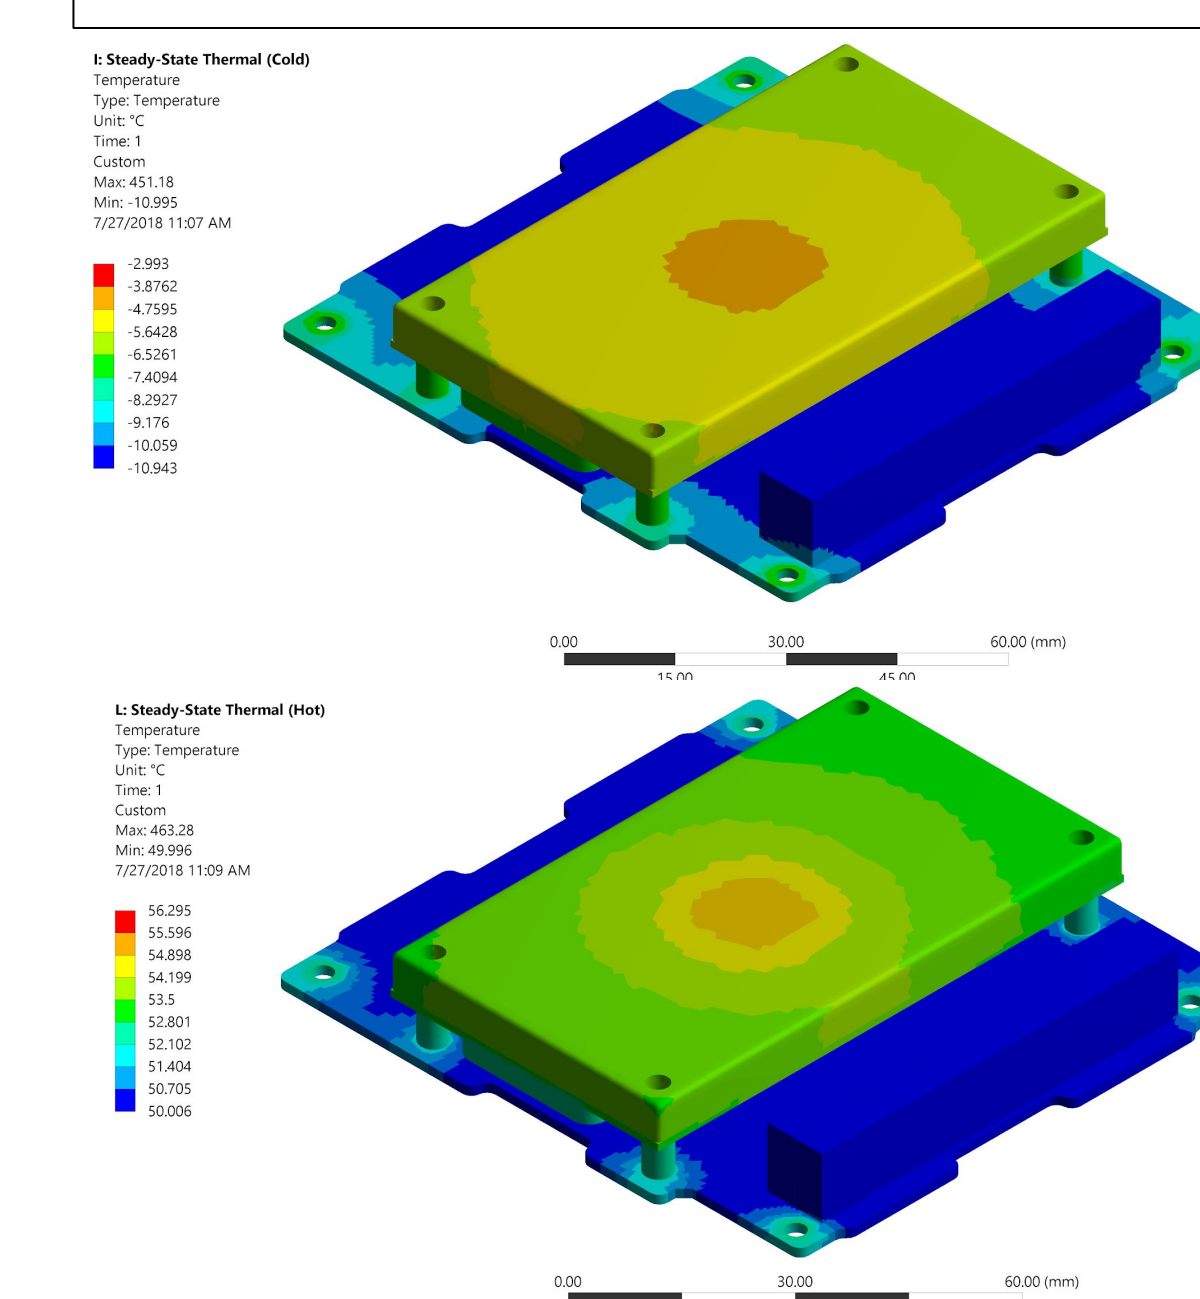 I: Steady-State Thermal (Cold)
Temperature
Type: Temperature
Unit: °C
Time: 1
Custom
Max: 451.18
Min: -10.995
7/27/2018 11:07 AM
-2.993
-3.8762
-4.7595
-5.6428
-6.5261
-7.4094
-8.2927
-9.176
-10.059
-10.943
0.00 30.00 60.00 (mm)
15.00 45.00
L: Steady-State Thermal (Hot)
Temperature
Type: Temperature
Unit: °C
Time: 1
Custom
Max: 463.28
Min: 49.996
7/27/2018 11:09 AM
56.295
55.596
54.898
54.199
53.5
52.801
52.102
51.404
50.705
50.006
0.00 30.00 60.00 (mm)